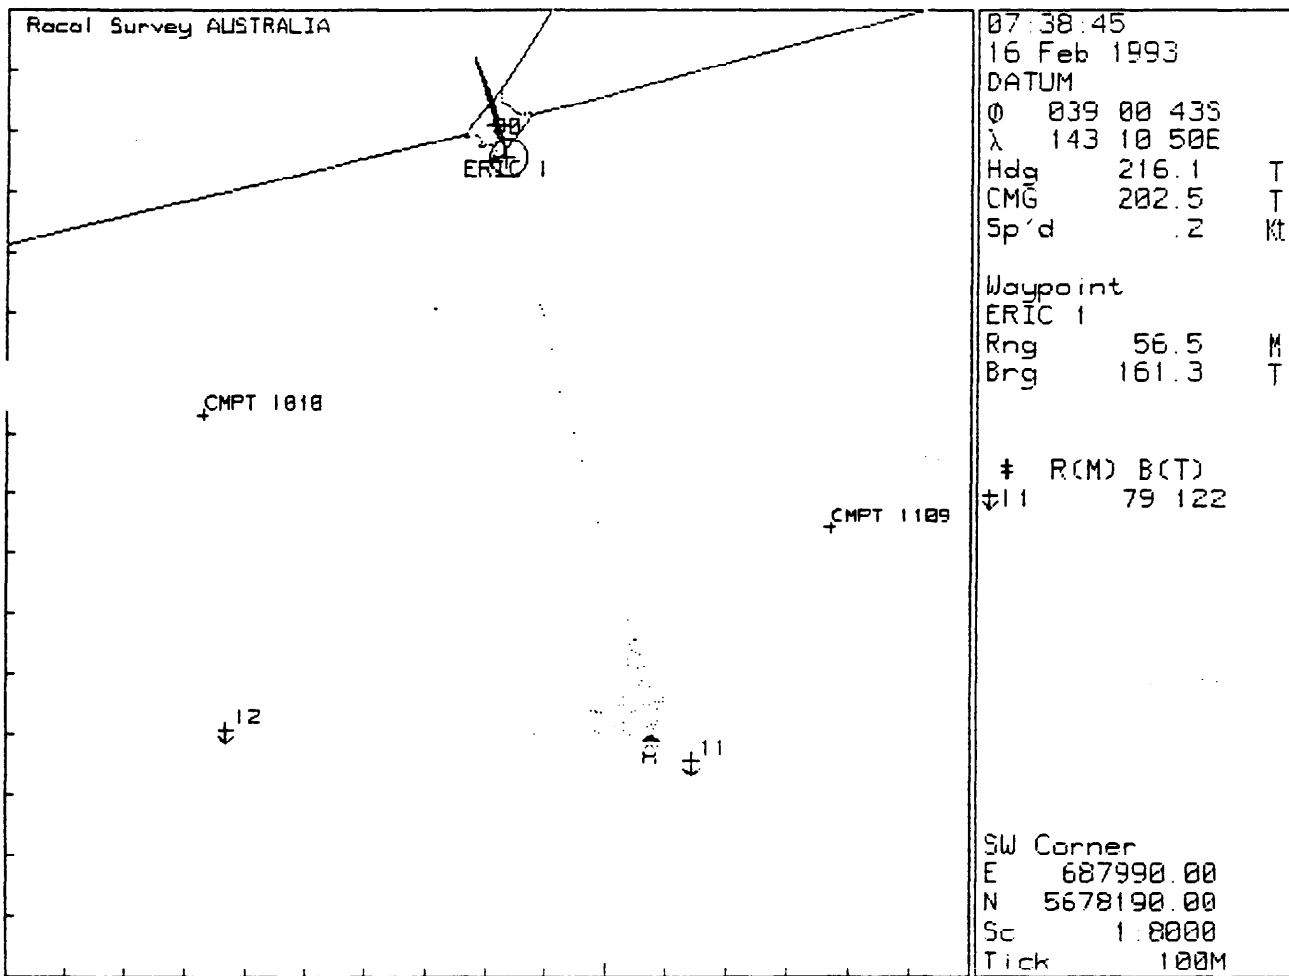 Racal Survey AUSTRALIA
ERIC 1
CMPT 1010
CMPT 1109
12
11
07:38:45
16 Feb 1993
DATUM
Φ 039 00 43S
λ 143 10 50E
Hdg 216.1 T
CMG 202.5 T
Sp'd .2 Kt
Waypoint
ERIC 1
Rng 56.5 M
Brg 161.3 T
# R(M) B(T)
11 79 122
SW Corner
E 687990.00
N 5678190.00
Sc 1:8000
Tick 100M